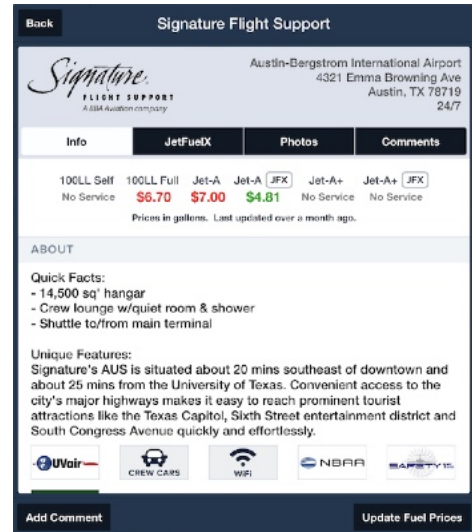 Back
Signature Flight Support
Signature
FLIGHT SUPPORT
A BBA Aviation company
Austin-Bergstrom International Airport
4321 Emma Browning Ave
Austin, TX 78719
24/7
Info
JetFuelX
Photos
Comments
100LL Self 100LL Full Jet-A Jet-A JFX Jet-A+ Jet-A+ JFX
No Service $6.70 $7.00 $4.81 No Service No Service
Prices in gallons. Last updated over a month ago.
ABOUT
Quick Facts:
- 14,500 sq' hangar
- Crew lounge w/quiet room & shower
- Shuttle to/from main terminal
Unique Features:
Signature's AUS is situated about 20 mins southeast of downtown and
about 25 mins from the University of Texas. Convenient access to the
city's major highways makes it easy to reach prominent tourist
attractions like the Texas Capitol, Sixth Street entertainment district and
South Congress Avenue quickly and effortlessly.
UVair
CREW CARS
WiFi
NBAA
Add Comment
Update Fuel Prices